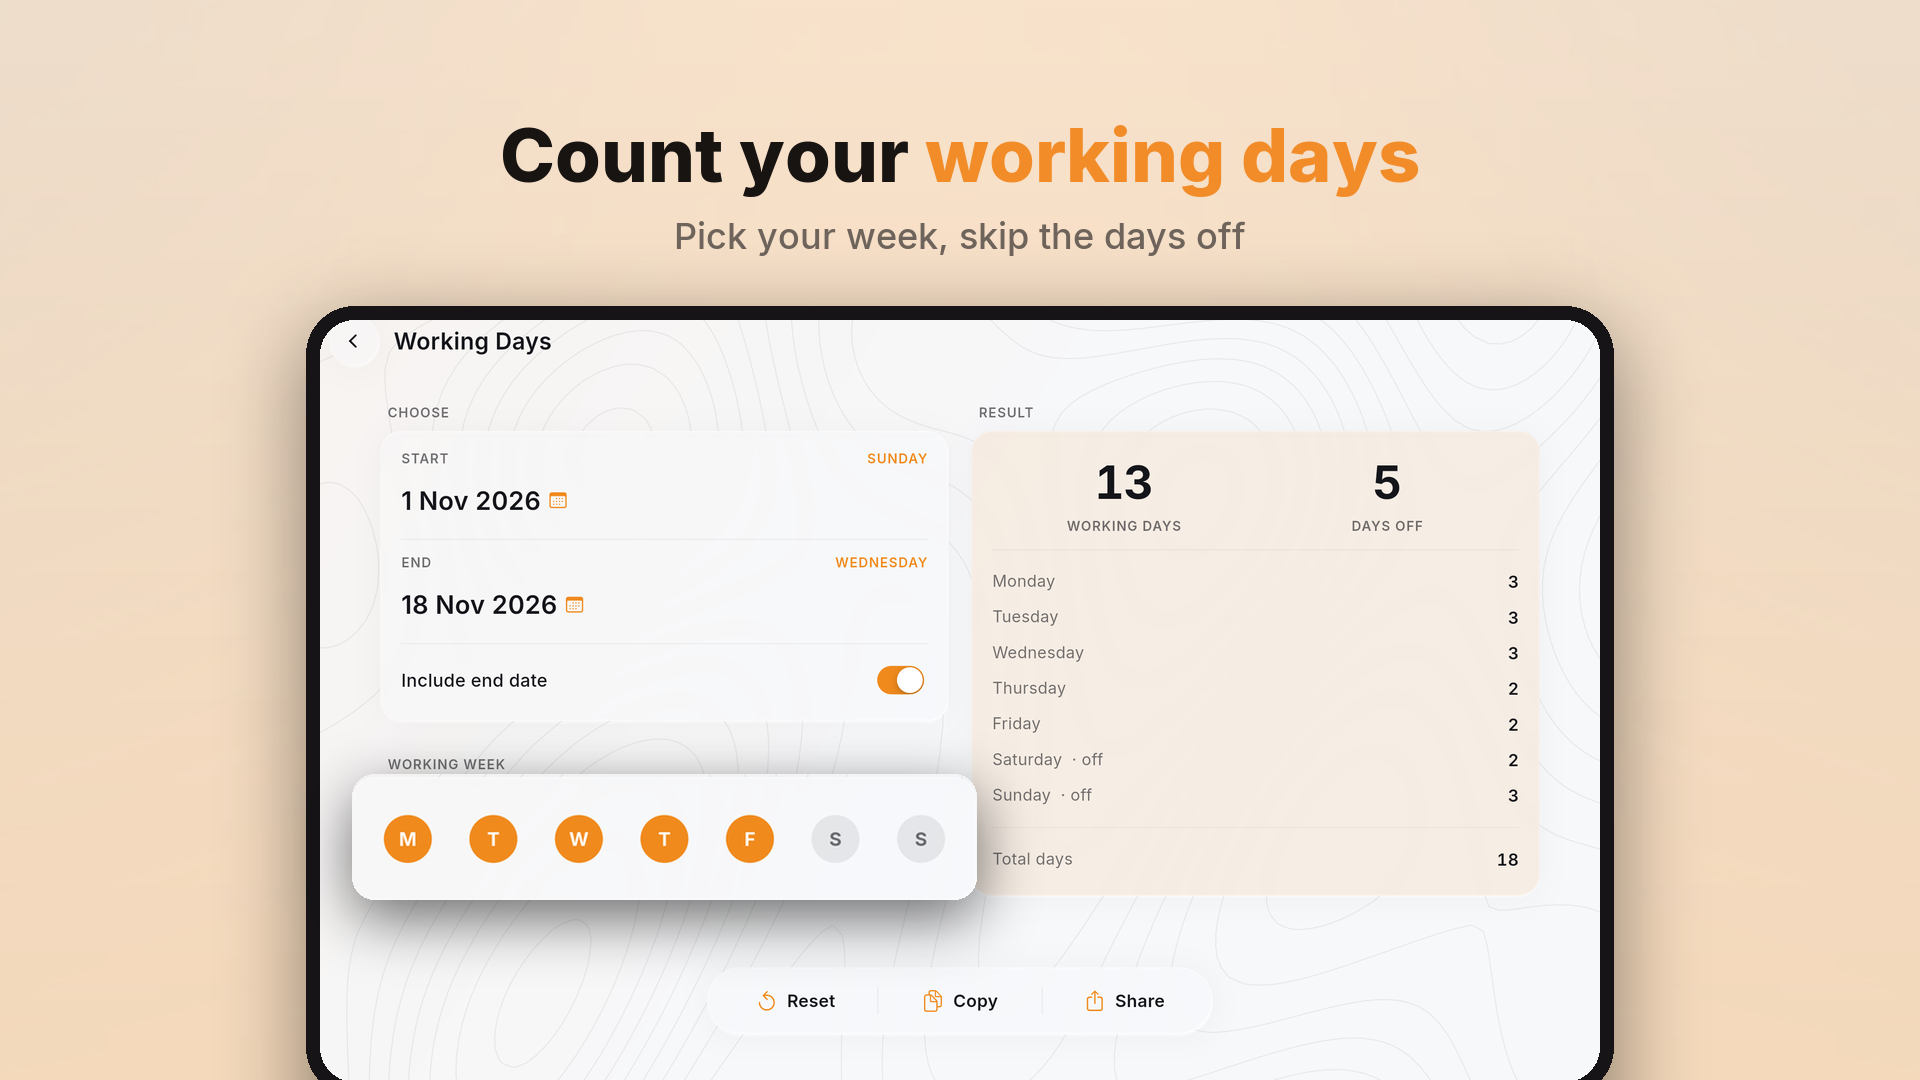 Count your working days
Pick your week, skip the days off
Working Days
CHOOSE
START SUNDAY
1 Nov 2026
END WEDNESDAY
18 Nov 2026
Include end date
WORKING WEEK
M T W T F S S
RESULT
13 5
WORKING DAYS DAYS OFF
Monday 3
Tuesday 3
Wednesday 3
Thursday 2
Friday 2
Saturday · off 2
Sunday · off 3
Total days 18
Reset Copy Share